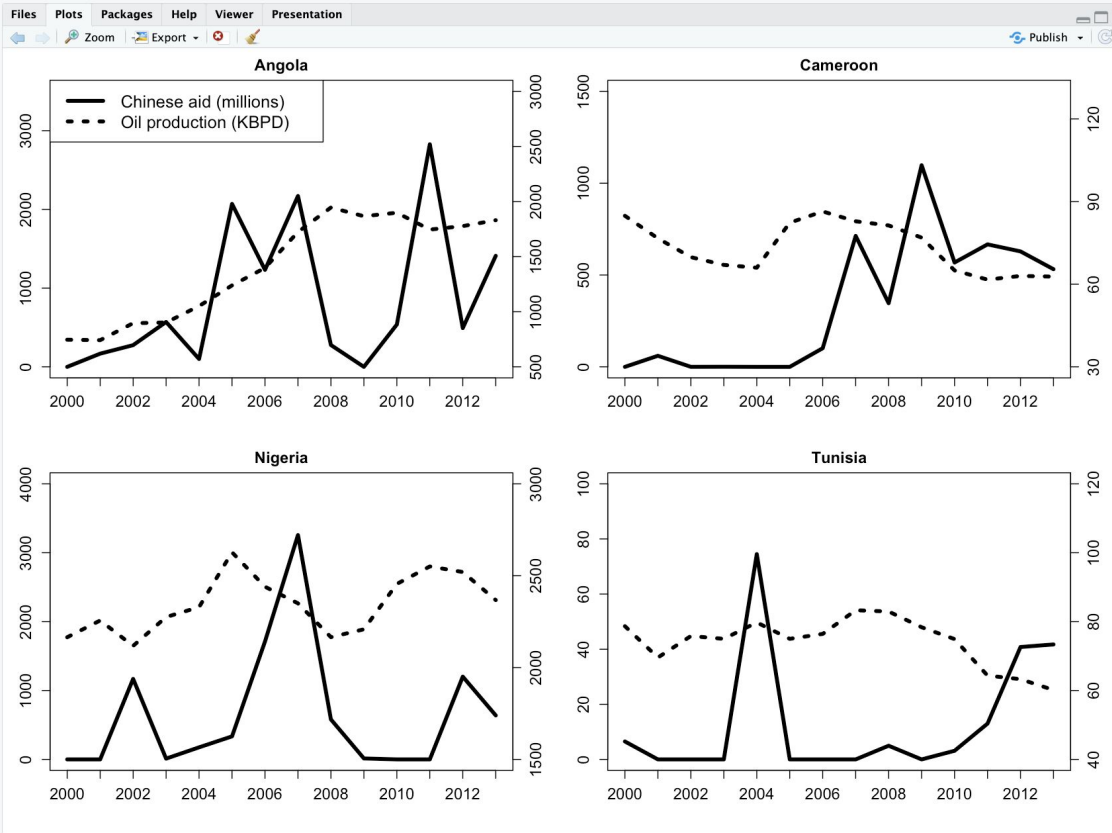 Files Plots Packages Help Viewer Presentation
Zoom Export Publish
Angola
Chinese aid (millions)
Oil production (KBPD)
0 1000 2000 3000
500 1000 1500 2000 2500 3000
2000 2002 2004 2006 2008 2010 2012
Cameroon
0 500 1000 1500
30 60 90 120
2000 2002 2004 2006 2008 2010 2012
Nigeria
0 1000 2000 3000 4000
1500 2000 2500 3000
2000 2002 2004 2006 2008 2010 2012
Tunisia
0 20 40 60 80 100
40 60 80 100 120
2000 2002 2004 2006 2008 2010 2012